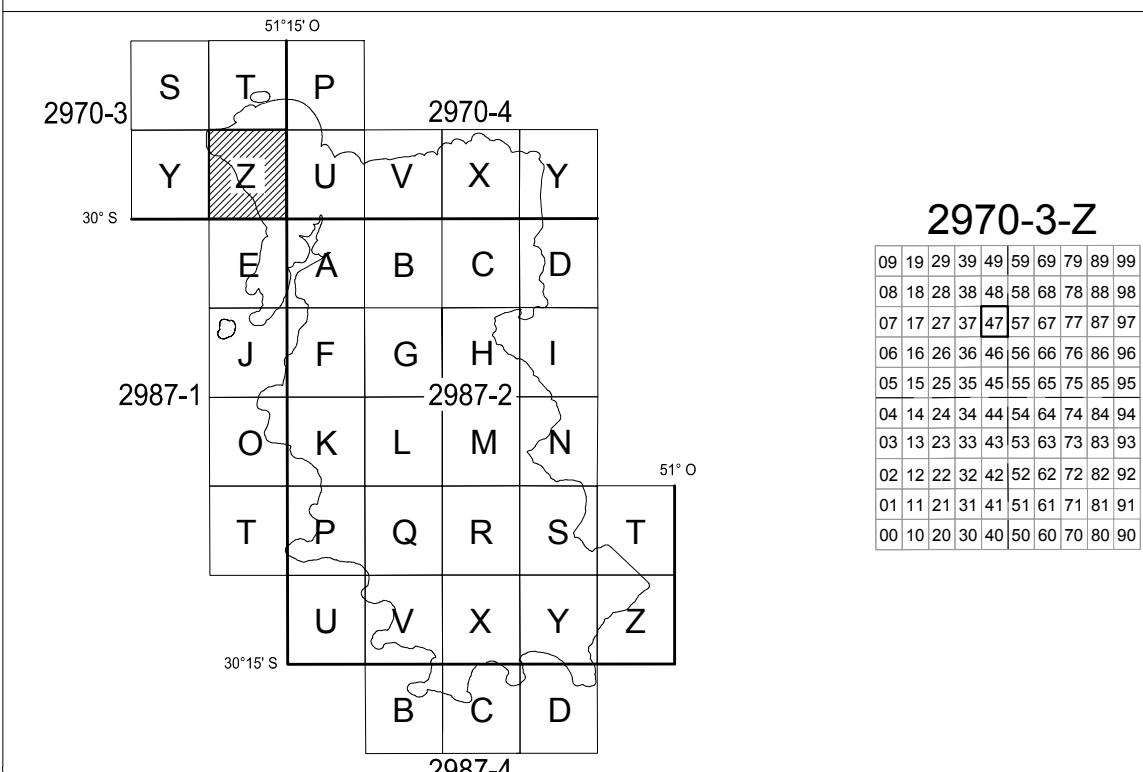 51°15' O
S T P
2970-3 2970-4
Y Z U V X Y
30° S
E A B C D
J F G H I
2987-1 2987-2
O K L M N
51° O
T P Q R S T
U V X Y Z
30°15' S
B C D
2987-4
2970-3-Z
09 19 29 39 49 59 69 79 89 99
08 18 28 38 48 58 68 78 88 98
07 17 27 37 47 57 67 77 87 97
06 16 26 36 46 56 66 76 86 96
05 15 25 35 45 55 65 75 85 95
04 14 24 34 44 54 64 74 84 94
03 13 23 33 43 53 63 73 83 93
02 12 22 32 42 52 62 72 82 92
01 11 21 31 41 51 61 71 81 91
00 10 20 30 40 50 60 70 80 90